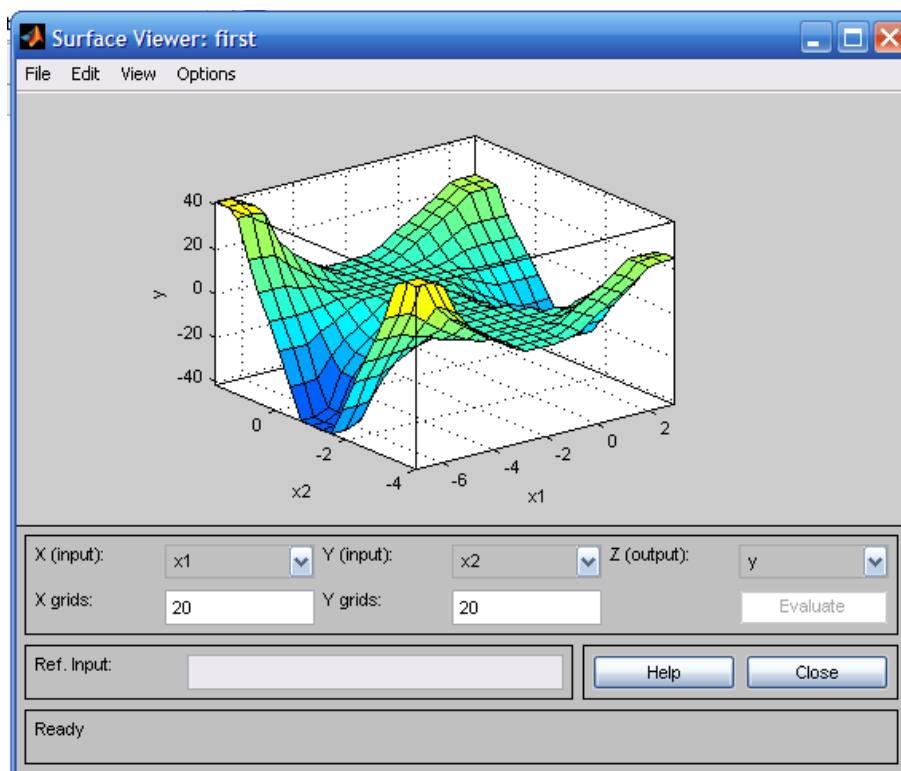 Surface Viewer: first
File Edit View Options
40
20
0
-20
-40
y
0
-2
-4
x2
-6
-4
-2
0
2
x1
X (input): x1 Y (input): x2 Z (output): y
X grids: 20 Y grids: 20 Evaluate
Ref. Input: Help Close
Ready